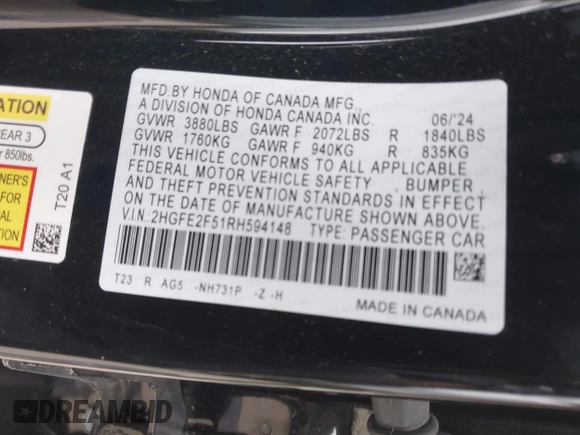 ATION
REAR 3
r 850lbs.
NER'S
FOR
NAL
ION
T20 A1
MFD.BY HONDA OF CANADA MFG.,
A DIVISION OF HONDA CANADA INC. 06/'24
GVWR 3880LBS GAWR F 2072LBS R 1840LBS
GVWR 1760KG GAWR F 940KG R 835KG
THIS VEHICLE CONFORMS TO ALL APPLICABLE
FEDERAL MOTOR VEHICLE SAFETY , BUMPER,
AND THEFT PREVENTION STANDARDS IN EFFECT
ON THE DATE OF MANUFACTURE SHOWN ABOVE.
V.I.N.:2HGFE2F51RH594148 TYPE: PASSENGER CAR
T23 R AG5 -NH731P -Z -H
MADE IN CANADA
DREAMBID